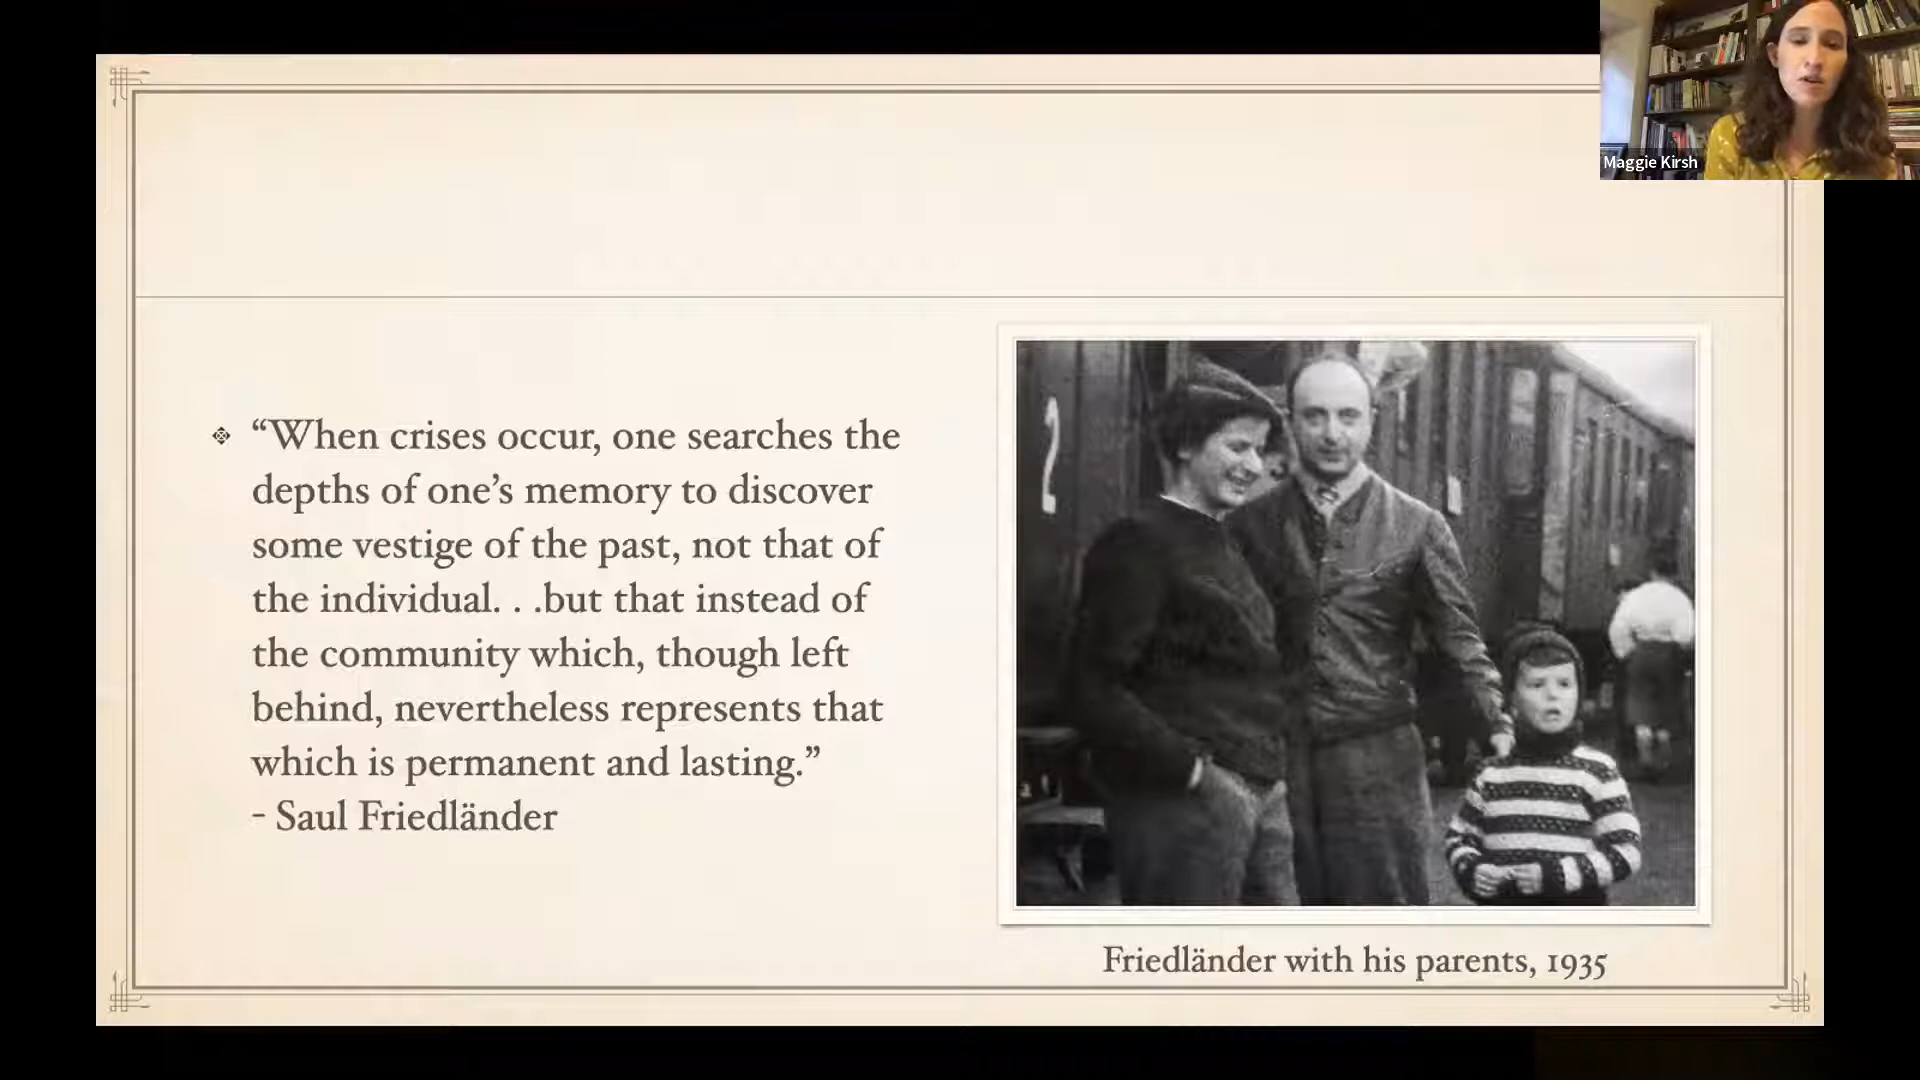 Maggie Kirsh
“When crises occur, one searches the
depths of one’s memory to discover
some vestige of the past, not that of
the individual. . .but that instead of
the community which, though left
behind, nevertheless represents that
which is permanent and lasting.”
- Saul Friedländer
2
Friedländer with his parents, 1935